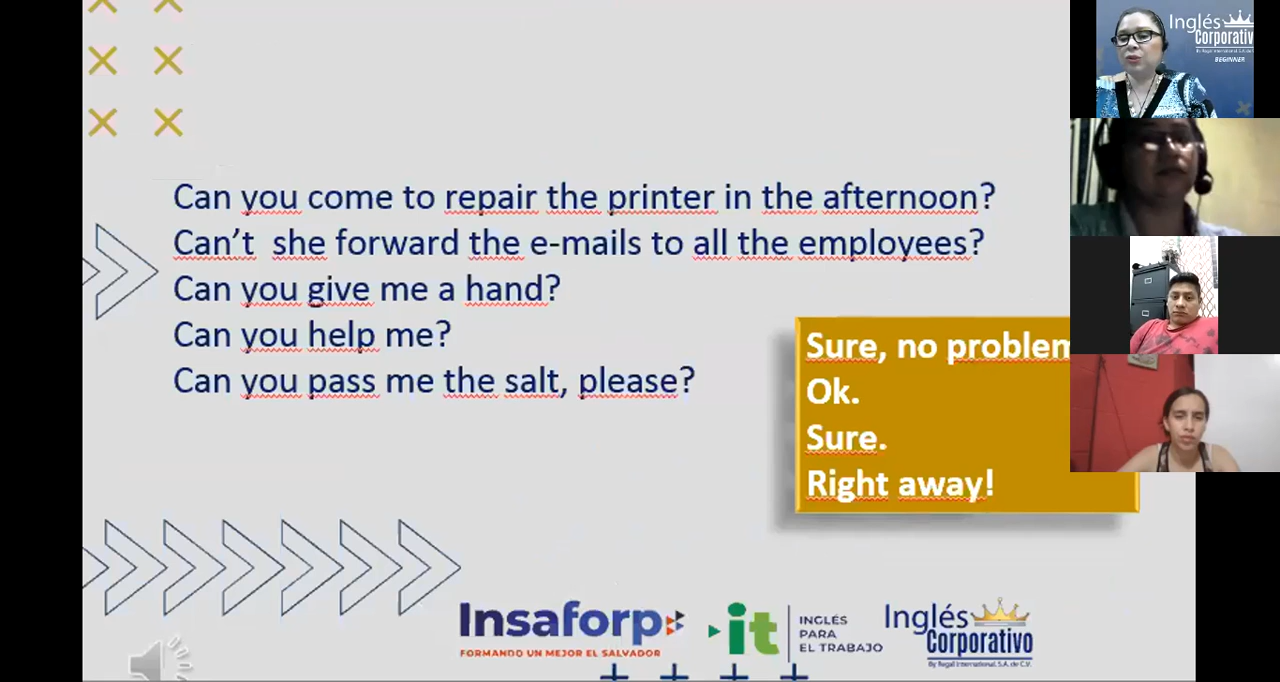 Can you come to repair the printer in the afternoon?
Can't she forward the e-mails to all the employees?
Can you give me a hand?
Can you help me?
Can you pass me the salt, please?
Sure, no problem
Ok.
Sure.
Right away!
Insaforp
FORMANDO UN MEJOR EL SALVADOR
it
INGLÉS
PARA
EL TRABAJO
Inglés
Corporativo
By Regal International, S.A. de C.V.
Inglés
Corporativo
BEGINNER